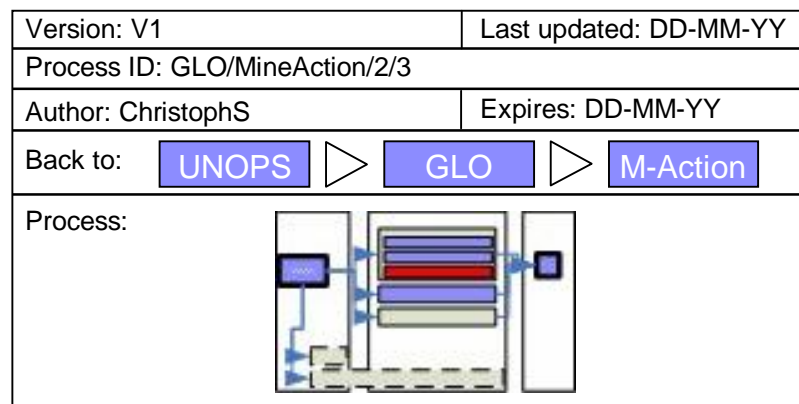 Version: V1 Last updated: DD-MM-YY
Process ID: GLO/MineAction/2/3
Author: ChristophS Expires: DD-MM-YY
Back to: UNOPS GLO M-Action
Process: